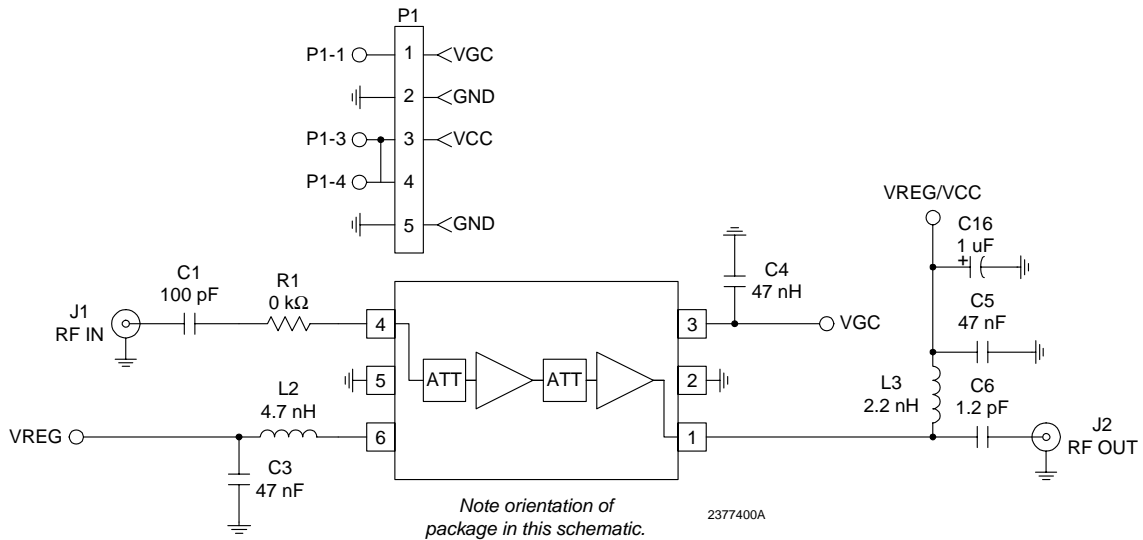 P1
P1-1
1
VGC
2
GND
P1-3
3
VCC
P1-4
4
5
GND
VREG/VCC
C16
1 uF
+
C1
100 pF
R1
0 kΩ
C4
47 nH
J1
RF IN
4
3
VGC
C5
47 nF
5
ATT
ATT
2
L2
4.7 nH
L3
2.2 nH
C6
1.2 pF
J2
RF OUT
VREG
6
1
C3
47 nF
Note orientation of
package in this schematic.
2377400A